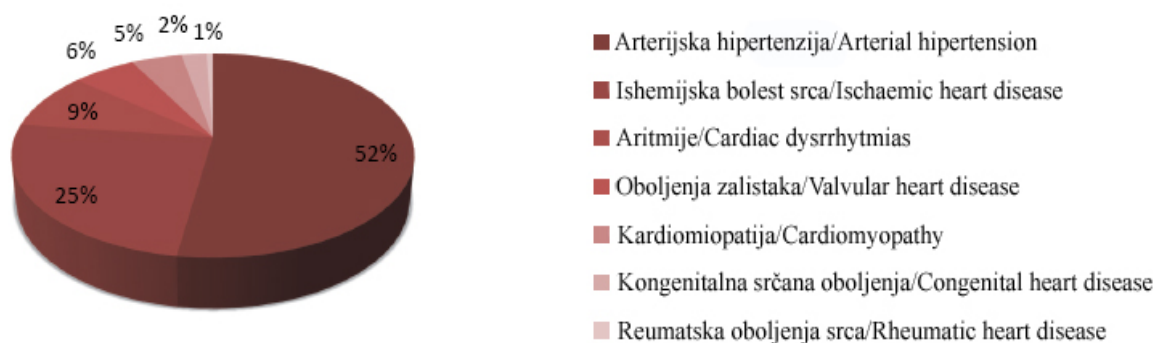 2%
1%
5%
6%
9%
52%
25%
Arterijska hipertenzija/Arterial hipertension
Ishemijska bolest srca/Ischaemic heart disease
Aritmije/Cardiac dysrrhytmias
Oboljenja zalistaka/Valvular heart disease
Kardiomiopatija/Cardiomyopathy
Kongenitalna srčana oboljenja/Congenital heart disease
Reumatska oboljenja srca/Rheumatic heart disease